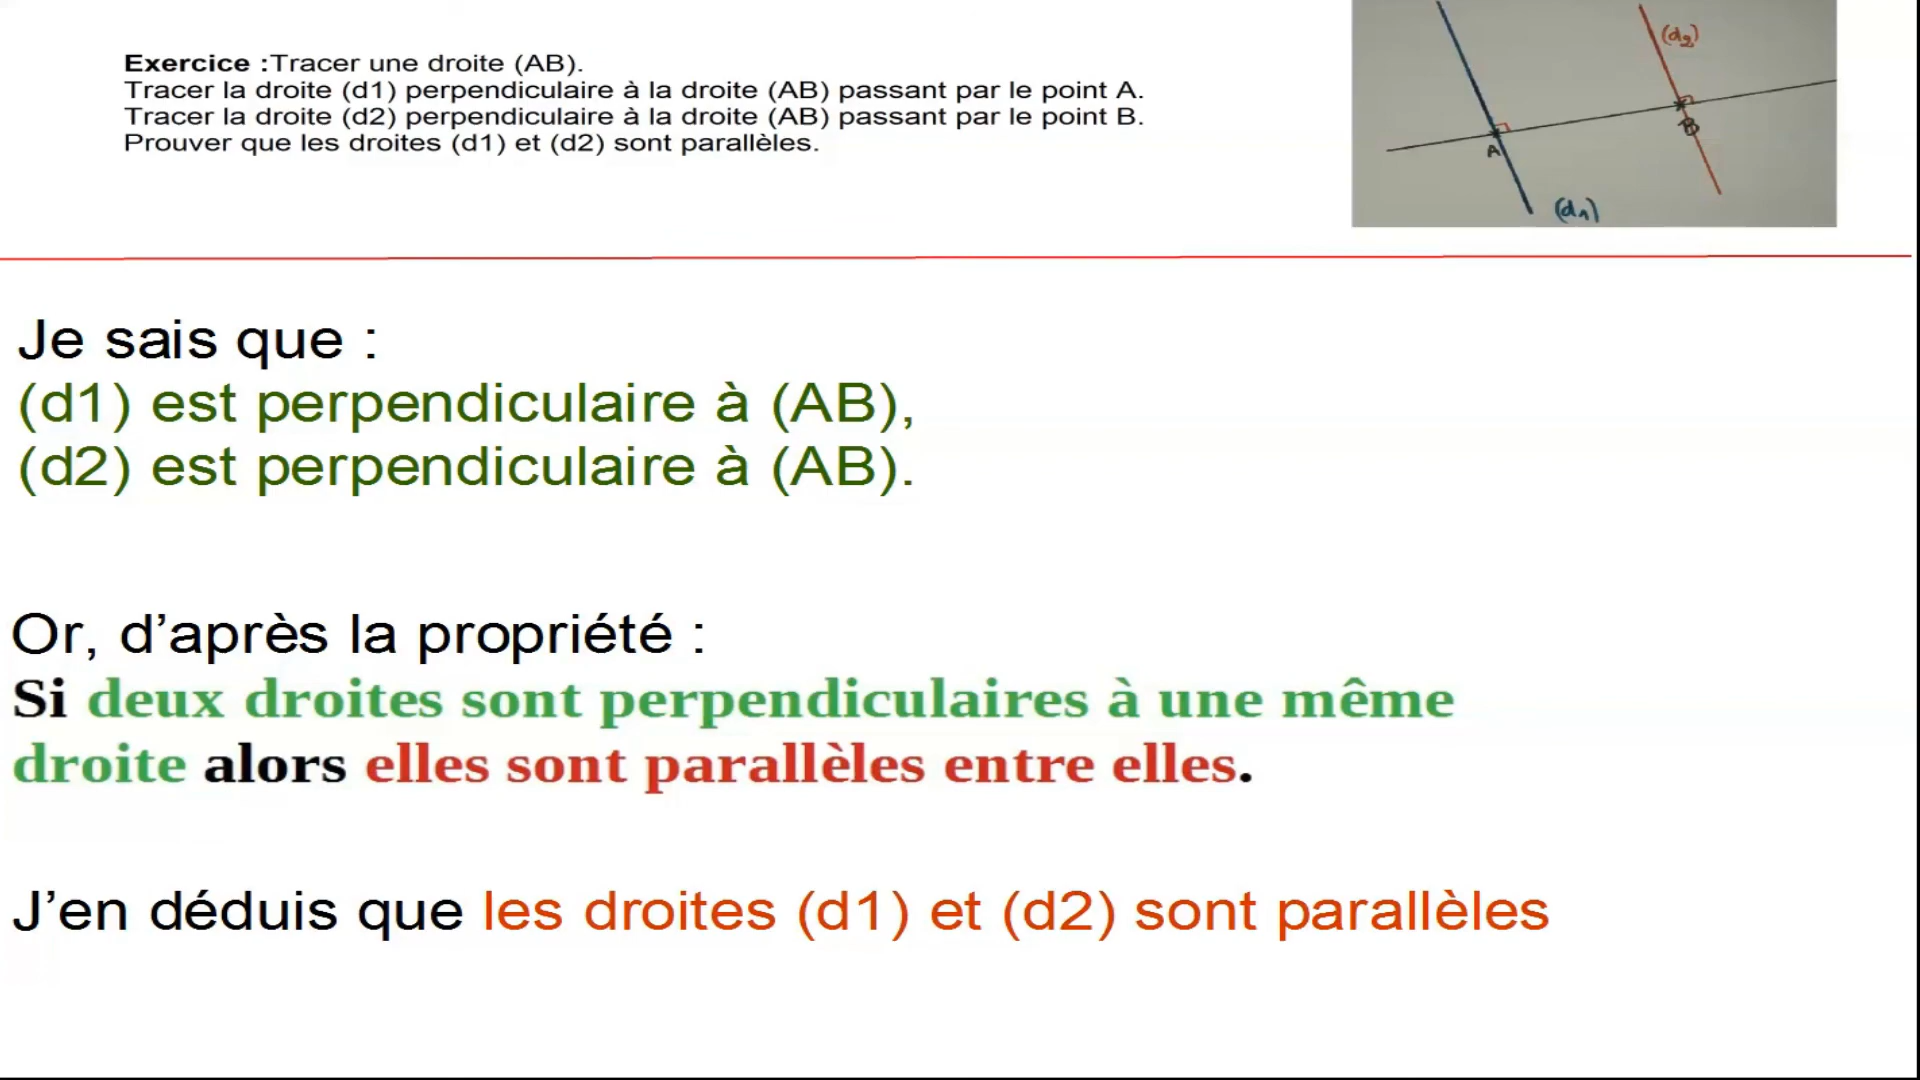 Exercice :Tracer une droite (AB).
Tracer la droite (d1) perpendiculaire à la droite (AB) passant par le point A.
Tracer la droite (d2) perpendiculaire à la droite (AB) passant par le point B.
Prouver que les droites (d1) et (d2) sont parallèles.
(d2)
B
A
(d1)
Je sais que :
(d1) est perpendiculaire à (AB),
(d2) est perpendiculaire à (AB).
Or, d’après la propriété :
Si deux droites sont perpendiculaires à une même
droite alors elles sont parallèles entre elles.
J’en déduis que les droites (d1) et (d2) sont parallèles